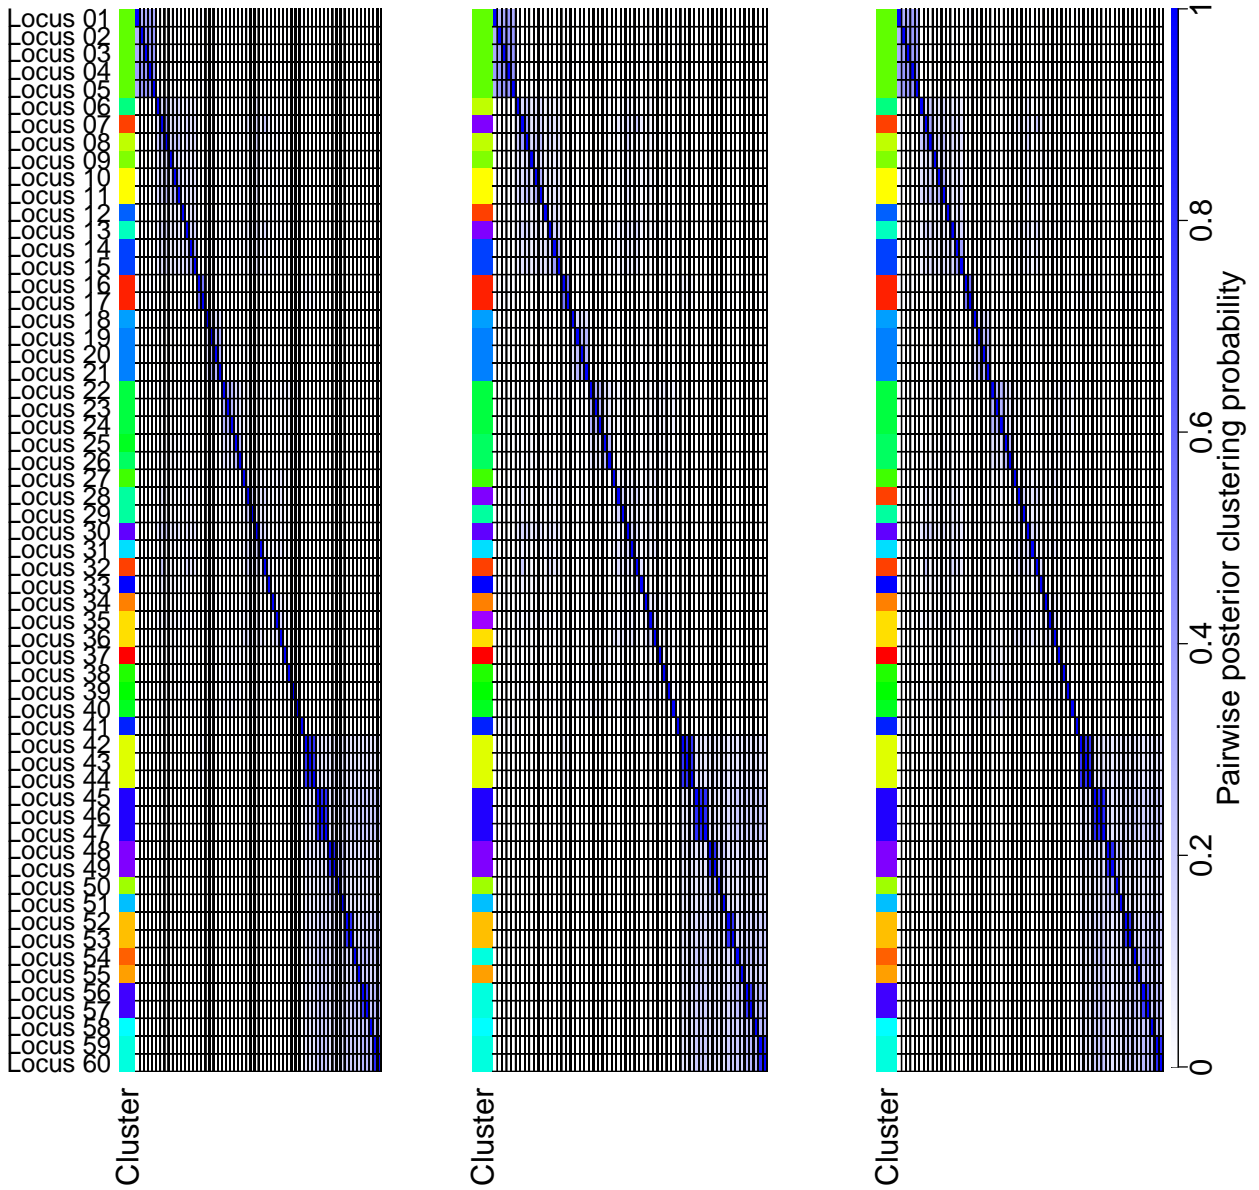 Locus 01
Locus 02
Locus 03
Locus 04
Locus 05
Locus 06
Locus 07
Locus 08
Locus 09
Locus 10
Locus 11
Locus 12
Locus 13
Locus 14
Locus 15
Locus 16
Locus 17
Locus 18
Locus 19
Locus 20
Locus 21
Locus 22
Locus 23
Locus 24
Locus 25
Locus 26
Locus 27
Locus 28
Locus 29
Locus 30
Locus 31
Locus 32
Locus 33
Locus 34
Locus 35
Locus 36
Locus 37
Locus 38
Locus 39
Locus 40
Locus 41
Locus 42
Locus 43
Locus 44
Locus 45
Locus 46
Locus 47
Locus 48
Locus 49
Locus 50
Locus 51
Locus 52
Locus 53
Locus 54
Locus 55
Locus 56
Locus 57
Locus 58
Locus 59
Locus 60
Cluster
Cluster
Cluster
1
0.8
0.6
0.4
0.2
0
Pairwise posterior clustering probability